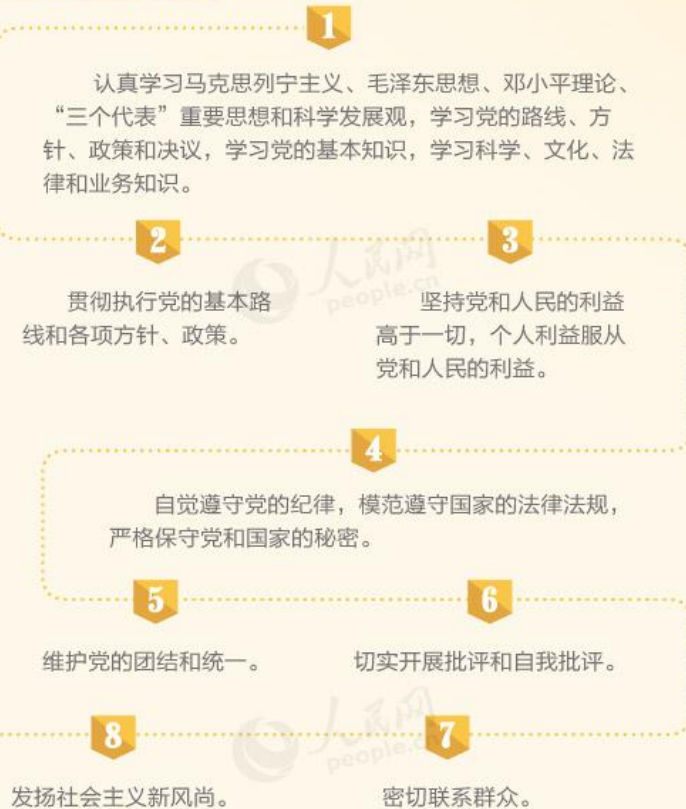 1
认真学习马克思列宁主义、毛泽东思想、邓小平理论、
“三个代表”重要思想和科学发展观，学习党的路线、方
针、政策和决议，学习党的基本知识，学习科学、文化、法
律和业务知识。
2
3
人民网
people.cn
贯彻执行党的基本路
线和各项方针、政策。
坚持党和人民的利益
高于一切，个人利益服从
党和人民的利益。
4
自觉遵守党的纪律，模范遵守国家的法律法规，
严格保守党和国家的秘密。
5
6
维护党的团结和统一。
切实开展批评和自我批评。
人民网
people.c
8
7
发扬社会主义新风尚。
密切联系群众。